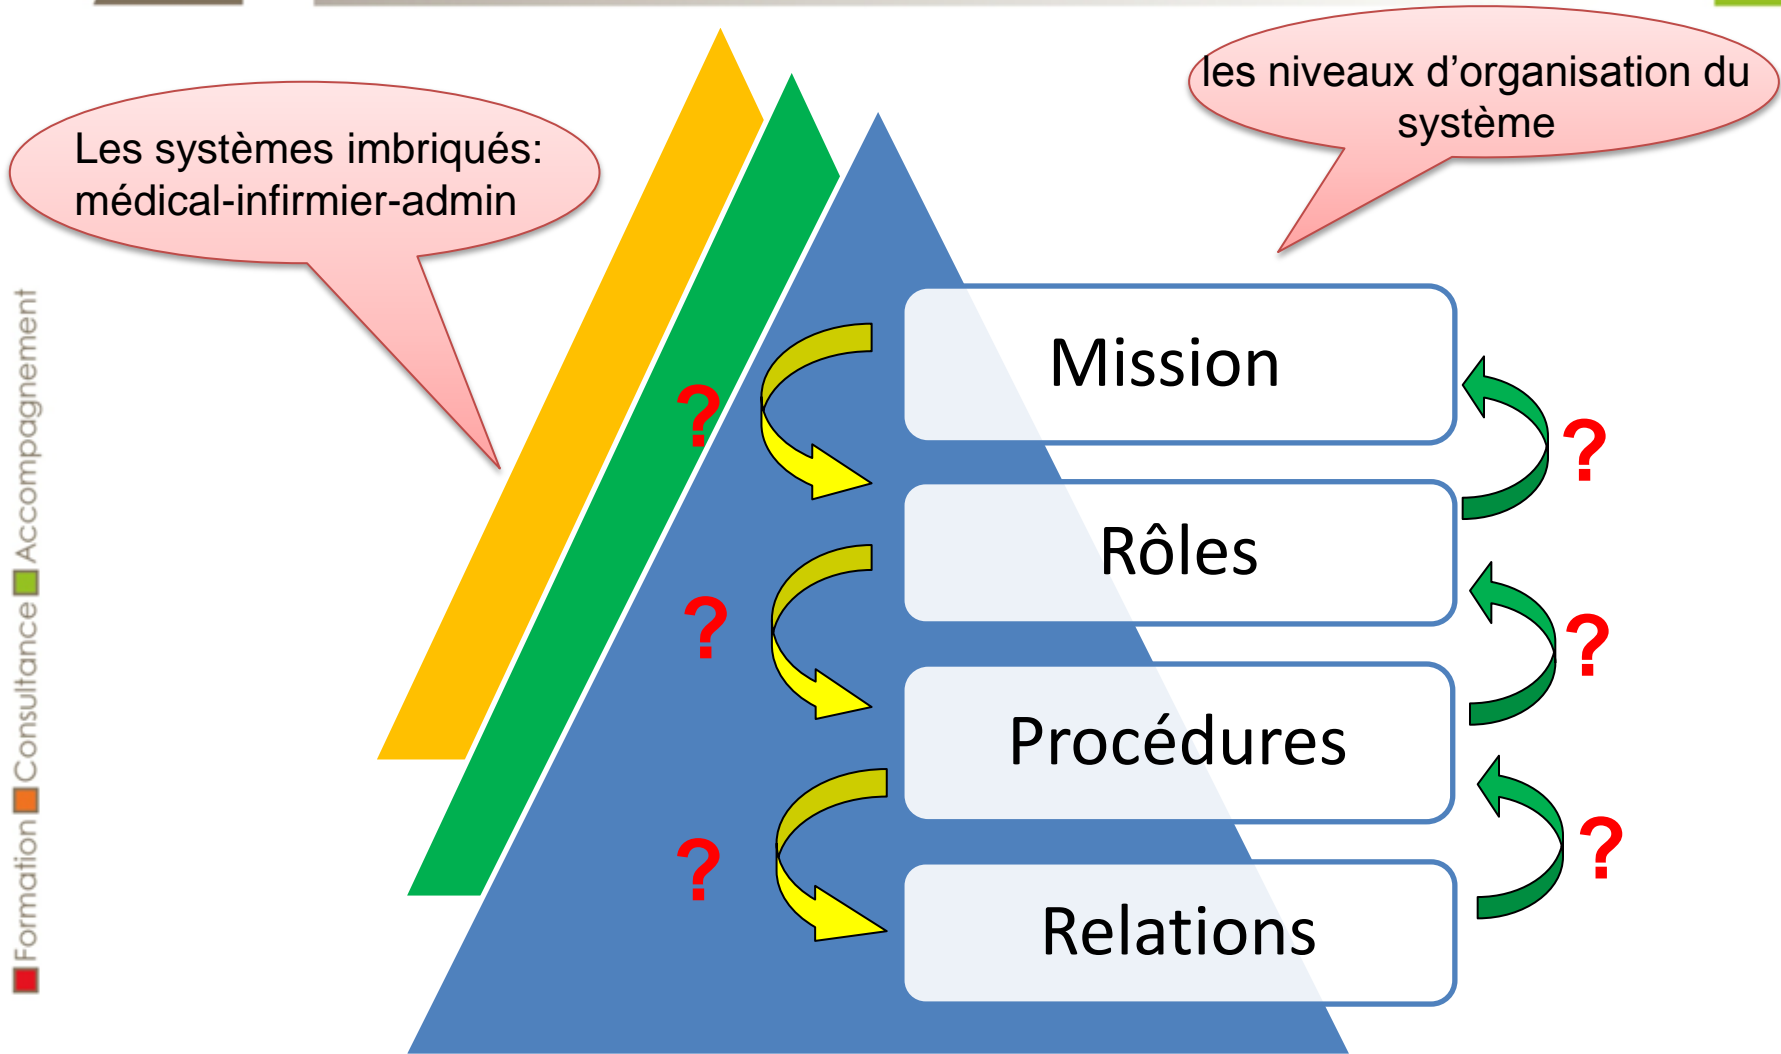 les niveaux d’organisation du
système
Les systèmes imbriqués:
médical-infirmier-admin
Mission
?
?
Rôles
?
?
Procédures
?
?
Relations
Formation Consultance Accompagnement